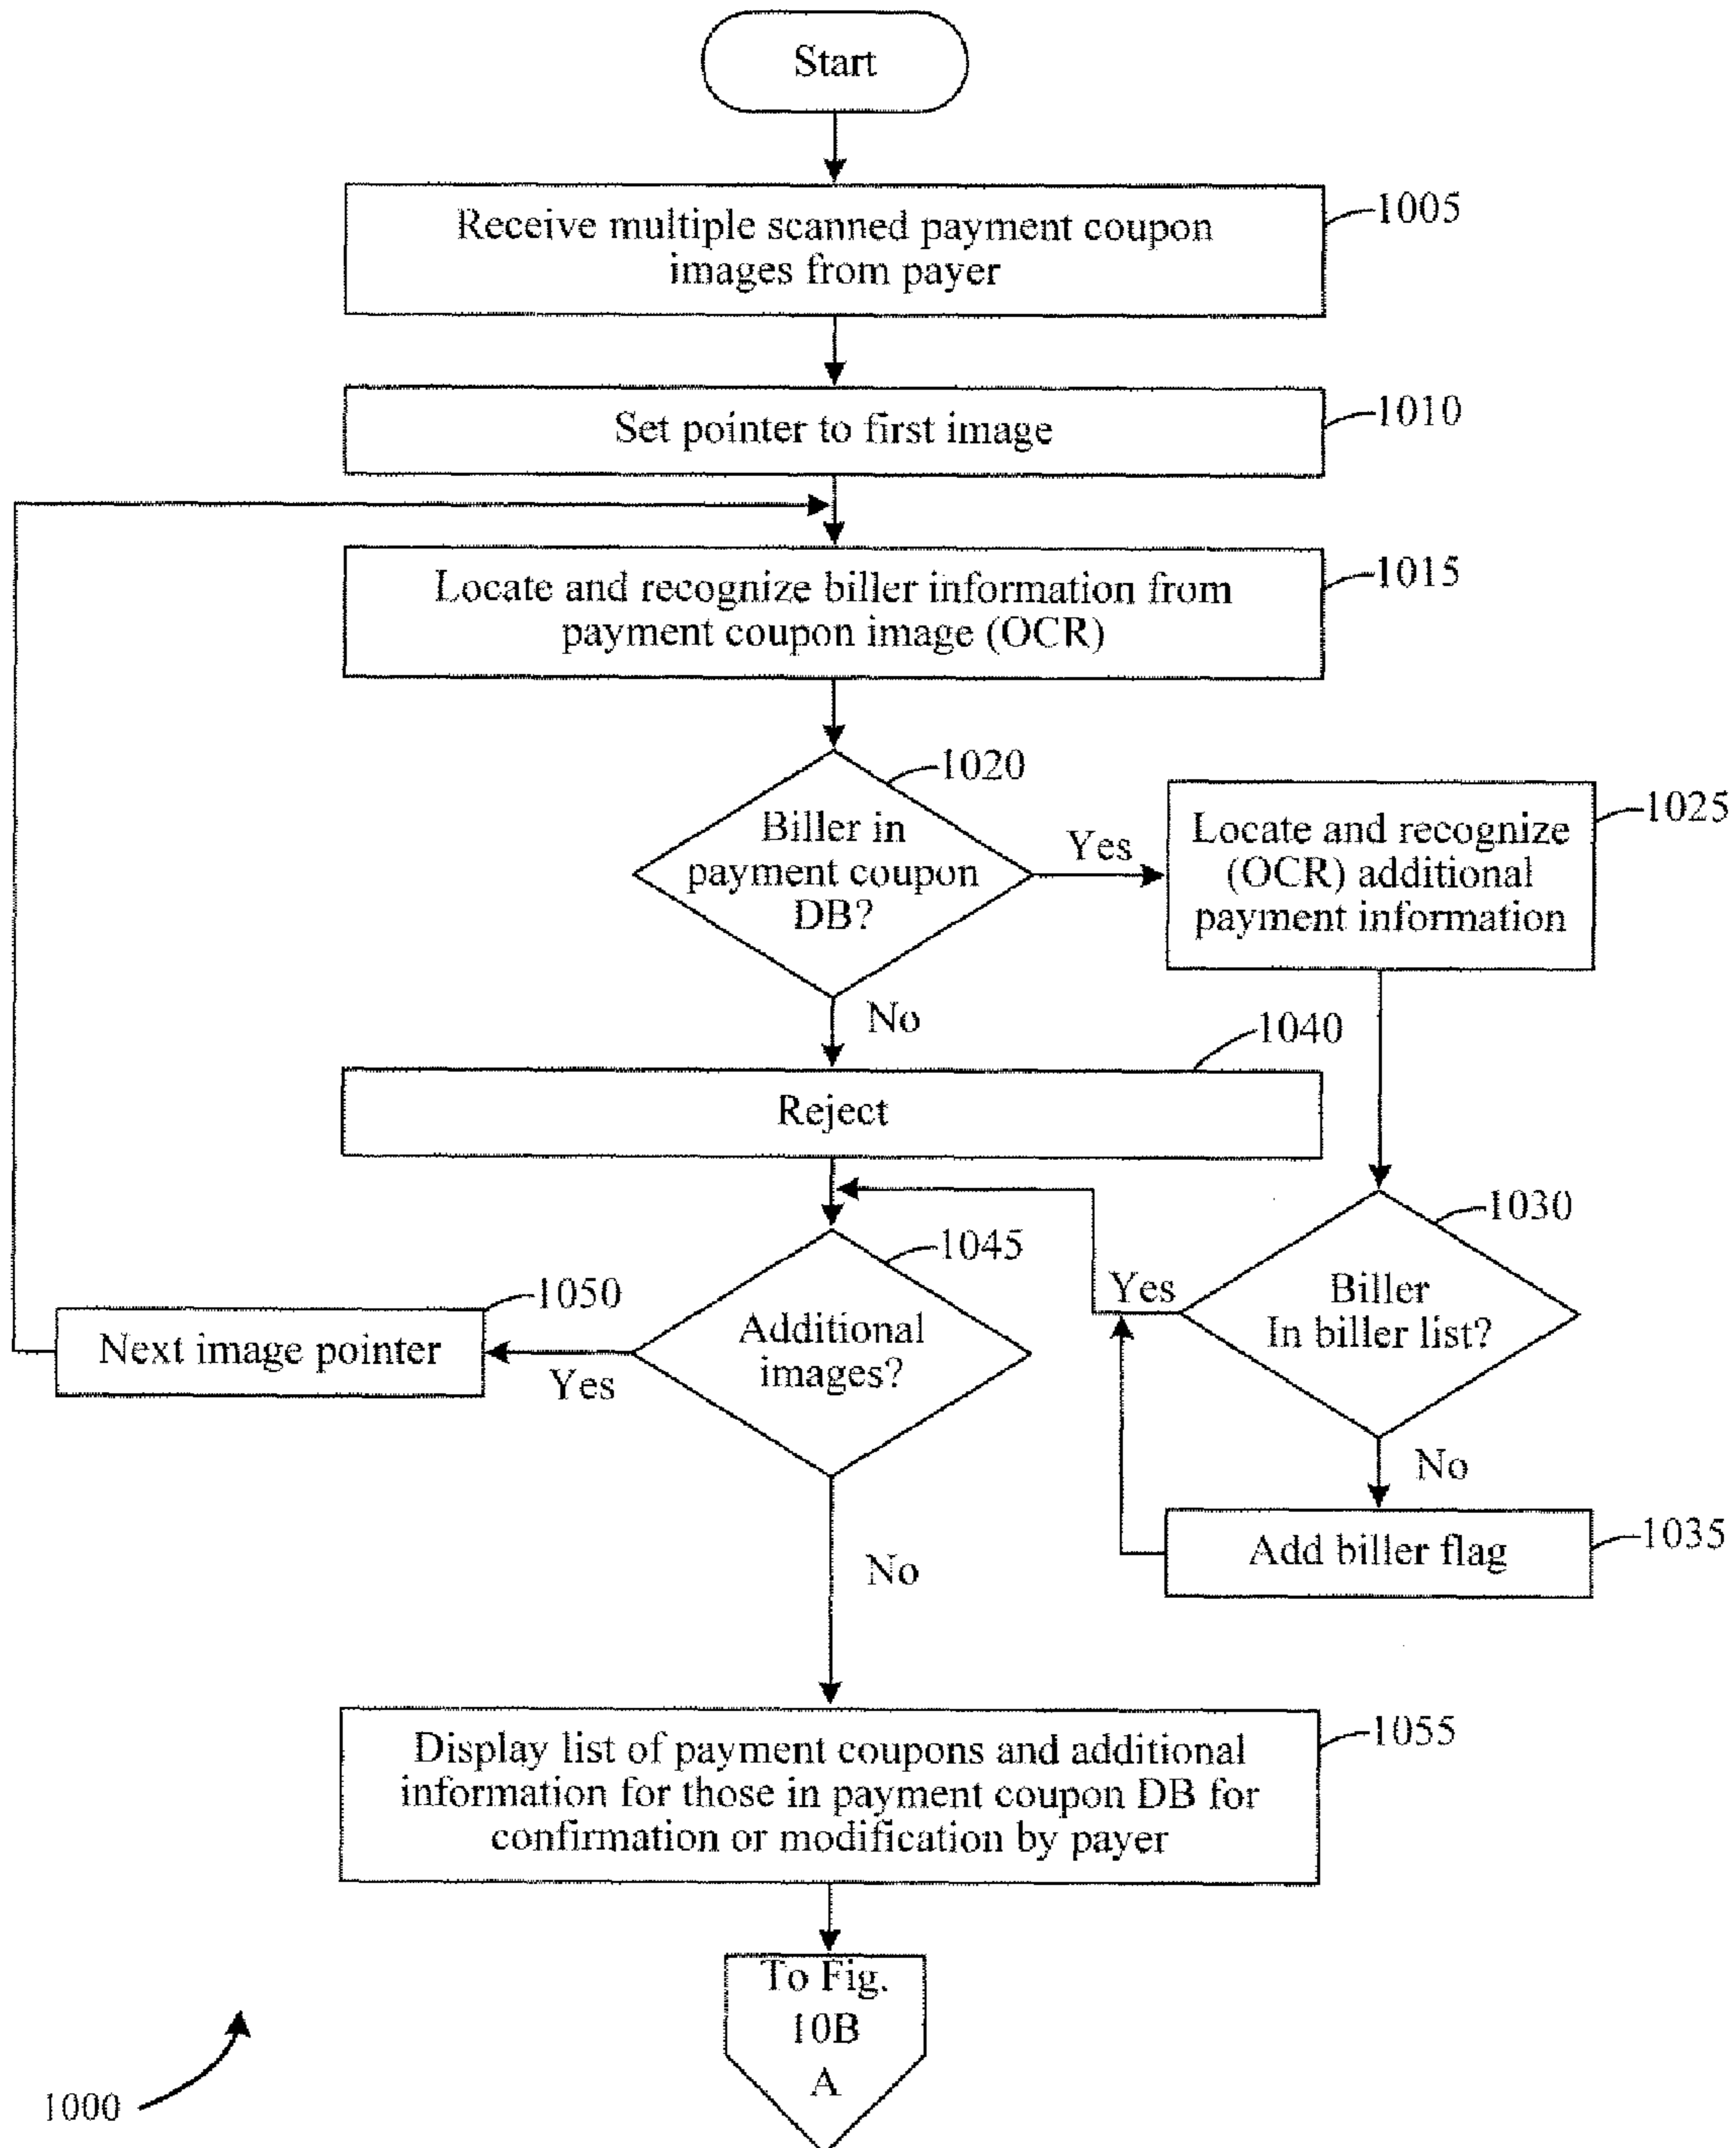 Start
Receive multiple scanned payment coupon
images from payer
1005
Set pointer to first image
1010
Locate and recognize biller information from
payment coupon image (OCR)
1015
Biller in
payment coupon
DB?
1020
Yes
Locate and recognize
(OCR) additional
payment information
1025
No
Reject
1040
Biller
In biller list?
1030
Yes
Additional
images?
1045
Next image pointer
1050
Yes
No
Add biller flag
1035
No
Display list of payment coupons and additional
information for those in payment coupon DB for
confirmation or modification by payer
1055
To Fig.
10B
A
1000